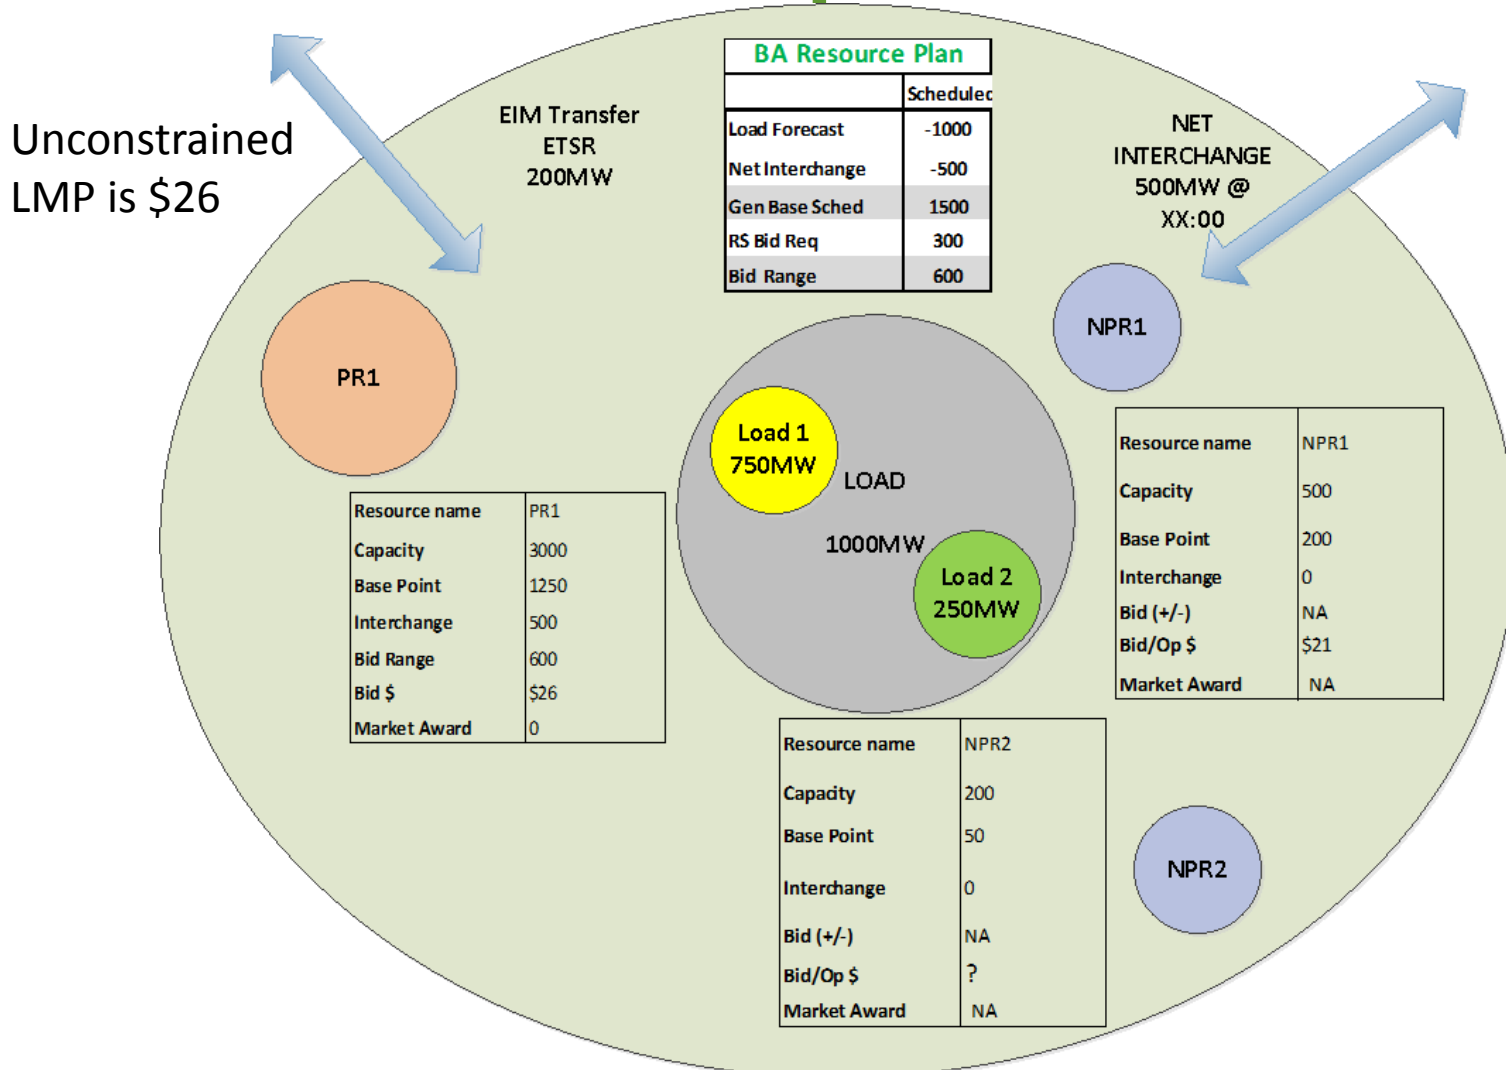 Unconstrained
LMP is $26
EIM Transfer
ETSR
200MW
BA Resource Plan
Scheduled
Load Forecast -1000
Net Interchange -500
Gen Base Sched 1500
RS Bid Req 300
Bid Range 600
NET
INTERCHANGE
500MW @
XX:00
PR1
NPR1
Load 1
750MW
LOAD
1000MW
Load 2
250MW
Resource name PR1
Capacity 3000
Base Point 1250
Interchange 500
Bid Range 600
Bid $ $26
Market Award 0
Resource name NPR1
Capacity 500
Base Point 200
Interchange 0
Bid (+/-) NA
Bid/Op $ $21
Market Award NA
Resource name NPR2
Capacity 200
Base Point 50
Interchange 0
Bid (+/-) NA
Bid/Op $ ?
Market Award NA
NPR2